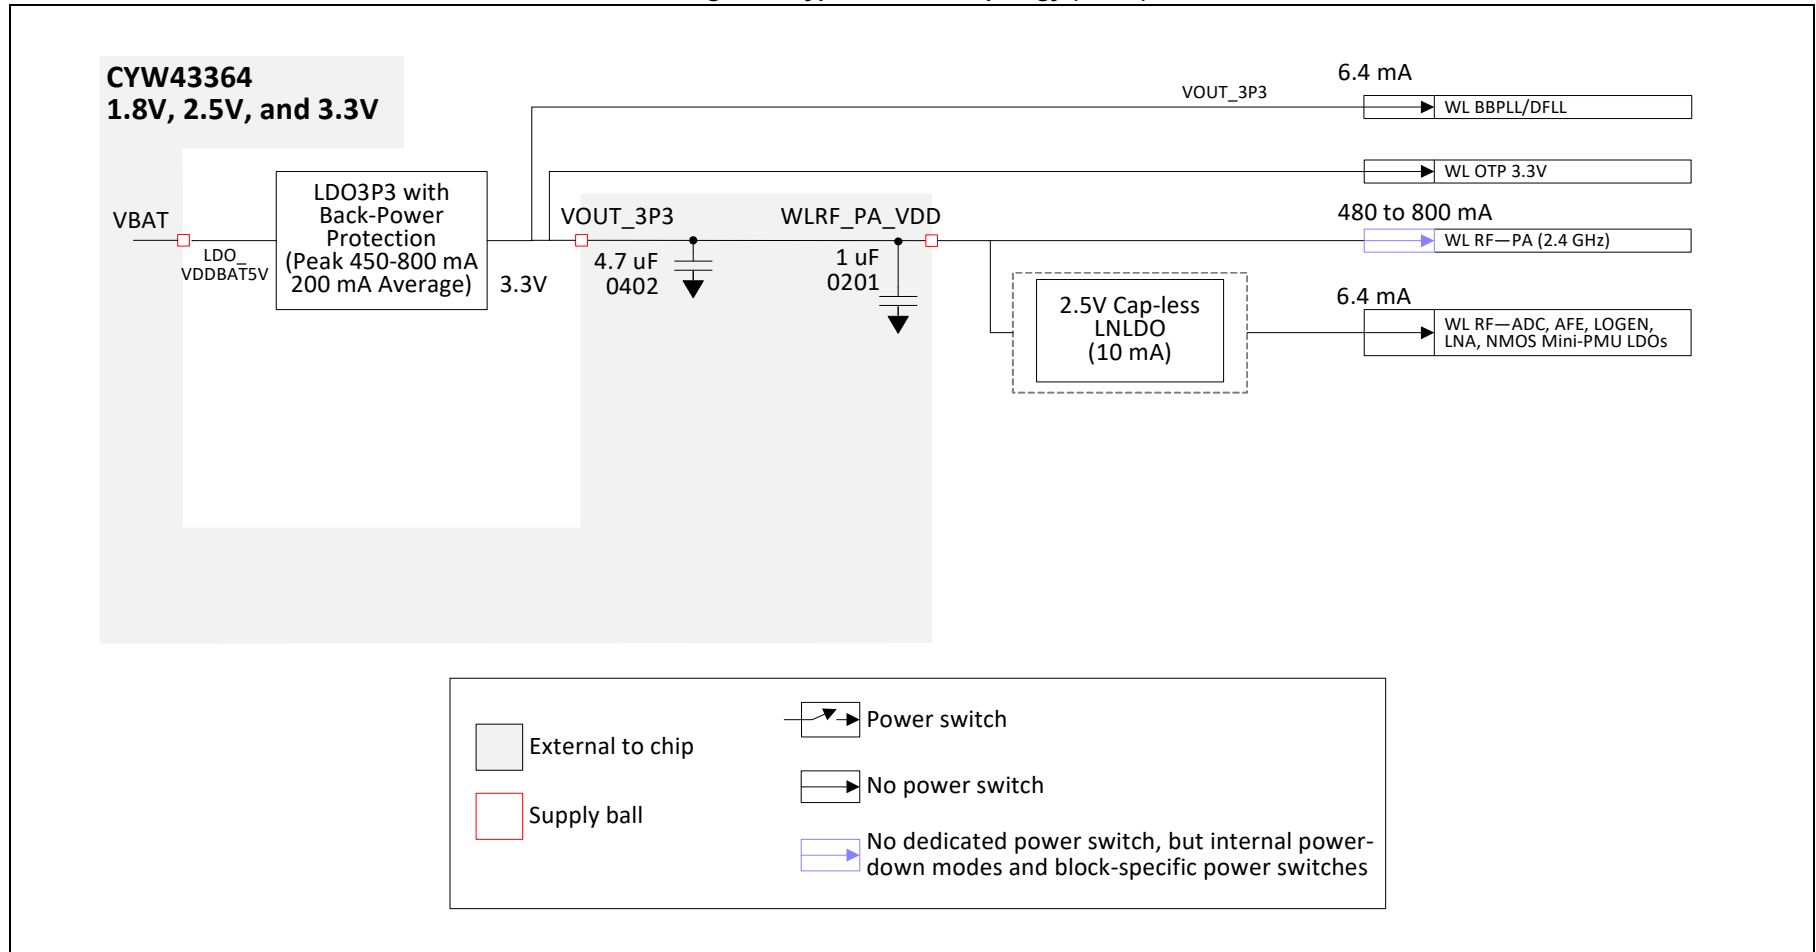 CYW43364
1.8V, 2.5V, and 3.3V
6.4 mA
VOUT_3P3
WL BBPLL/DFLL
WL OTP 3.3V
LDO3P3 with
Back-Power
Protection
(Peak 450-800 mA
200 mA Average)
VBAT
LDO_
VDDBAT5V
3.3V
VOUT_3P3
4.7 uF
0402
WLRF_PA_VDD
1 uF
0201
480 to 800 mA
WL RF—PA (2.4 GHz)
2.5V Cap-less
LNLDO
(10 mA)
6.4 mA
WL RF—ADC, AFE, LOGEN,
LNA, NMOS Mini-PMU LDOs
External to chip
Supply ball
Power switch
No power switch
No dedicated power switch, but internal power-
down modes and block-specific power switches